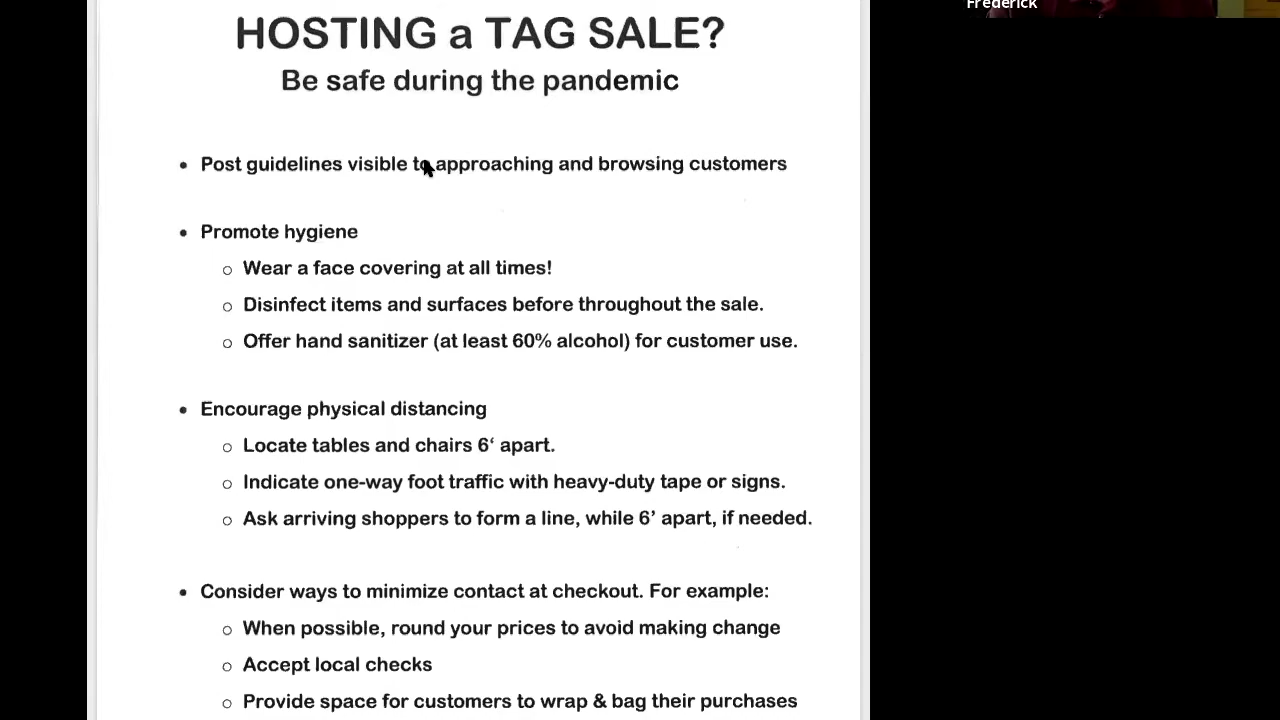 Frederick
HOSTING a TAG SALE?
Be safe during the pandemic
• Post guidelines visible to approaching and browsing customers
• Promote hygiene
o Wear a face covering at all times!
o Disinfect items and surfaces before throughout the sale.
o Offer hand sanitizer (at least 60% alcohol) for customer use.
• Encourage physical distancing
o Locate tables and chairs 6‘ apart.
o Indicate one-way foot traffic with heavy-duty tape or signs.
o Ask arriving shoppers to form a line, while 6’ apart, if needed.
• Consider ways to minimize contact at checkout. For example:
o When possible, round your prices to avoid making change
o Accept local checks
o Provide space for customers to wrap & bag their purchases